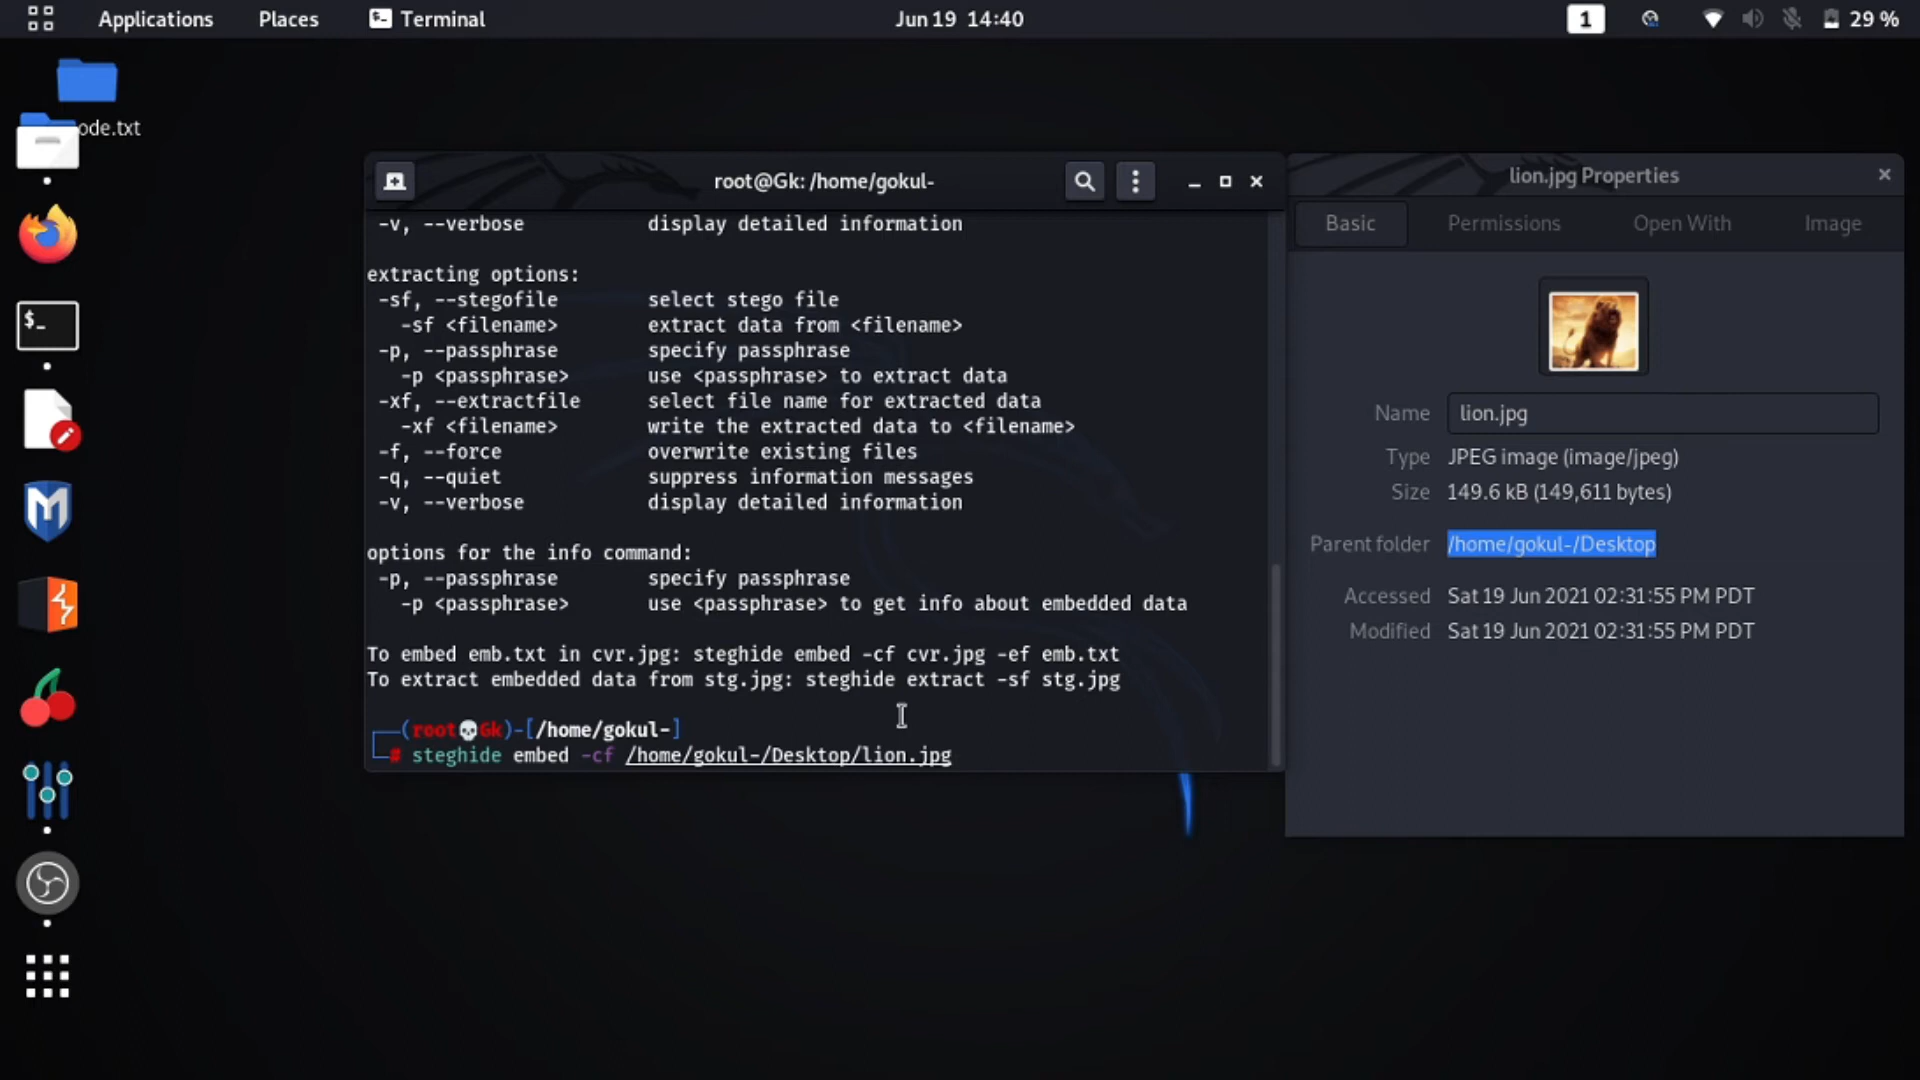 Applications Places Terminal Jun 19 14:40 1 29 %
ode.txt
root@Gk: /home/gokul-
-v, --verbose display detailed information
extracting options:
-sf, --stegofile select stego file
-sf <filename> extract data from <filename>
-p, --passphrase specify passphrase
-p <passphrase> use <passphrase> to extract data
-xf, --extractfile select file name for extracted data
-xf <filename> write the extracted data to <filename>
-f, --force overwrite existing files
-q, --quiet suppress information messages
-v, --verbose display detailed information
options for the info command:
-p, --passphrase specify passphrase
-p <passphrase> use <passphrase> to get info about embedded data
To embed emb.txt in cvr.jpg: steghide embed -cf cvr.jpg -ef emb.txt
To extract embedded data from stg.jpg: steghide extract -sf stg.jpg
(root💀Gk)-[/home/gokul-]
# steghide embed -cf /home/gokul-/Desktop/lion.jpg
lion.jpg Properties
Basic Permissions Open With Image
Name lion.jpg
Type JPEG image (image/jpeg)
Size 149.6 kB (149,611 bytes)
Parent folder /home/gokul-/Desktop
Accessed Sat 19 Jun 2021 02:31:55 PM PDT
Modified Sat 19 Jun 2021 02:31:55 PM PDT
$_